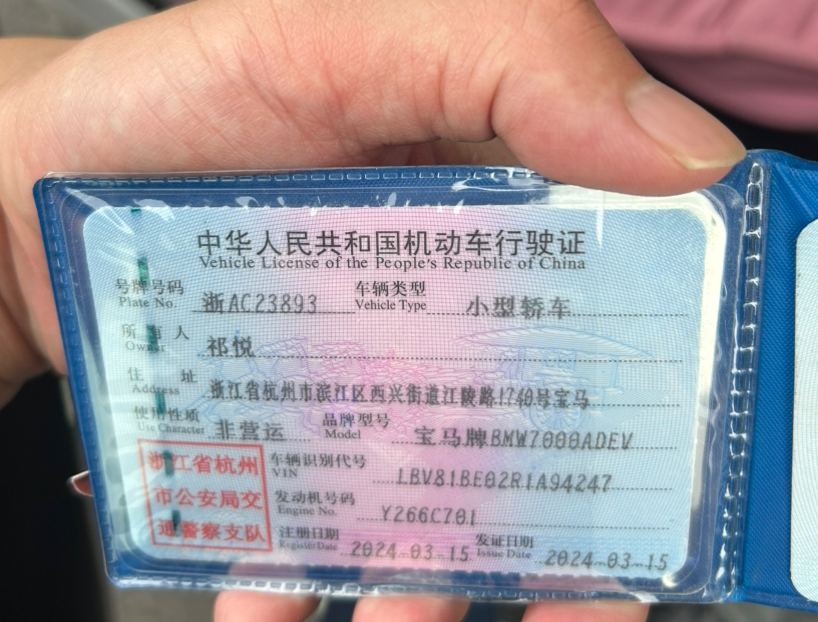 中华人民共和国机动车行驶证
Vehicle License of the People's Republic of China
号牌号码 浙AC23893 车辆类型 小型轿车
Plate No. Vehicle Type
所有人 祁悦
Owner
住址 浙江省杭州市滨江区西兴街道江陵路1740号宝马
Address
使用性质 非营运 品牌型号 宝马牌BMW7000ADEV
Use Character Model
浙江省杭州市公安局交通警察支队
车辆识别代号 LBV81BE02R1A94247
VIN
发动机号码 Y266C701
Engine No.
注册日期 2024-03-15 发证日期 2024-03-15
Register Date Issue Date